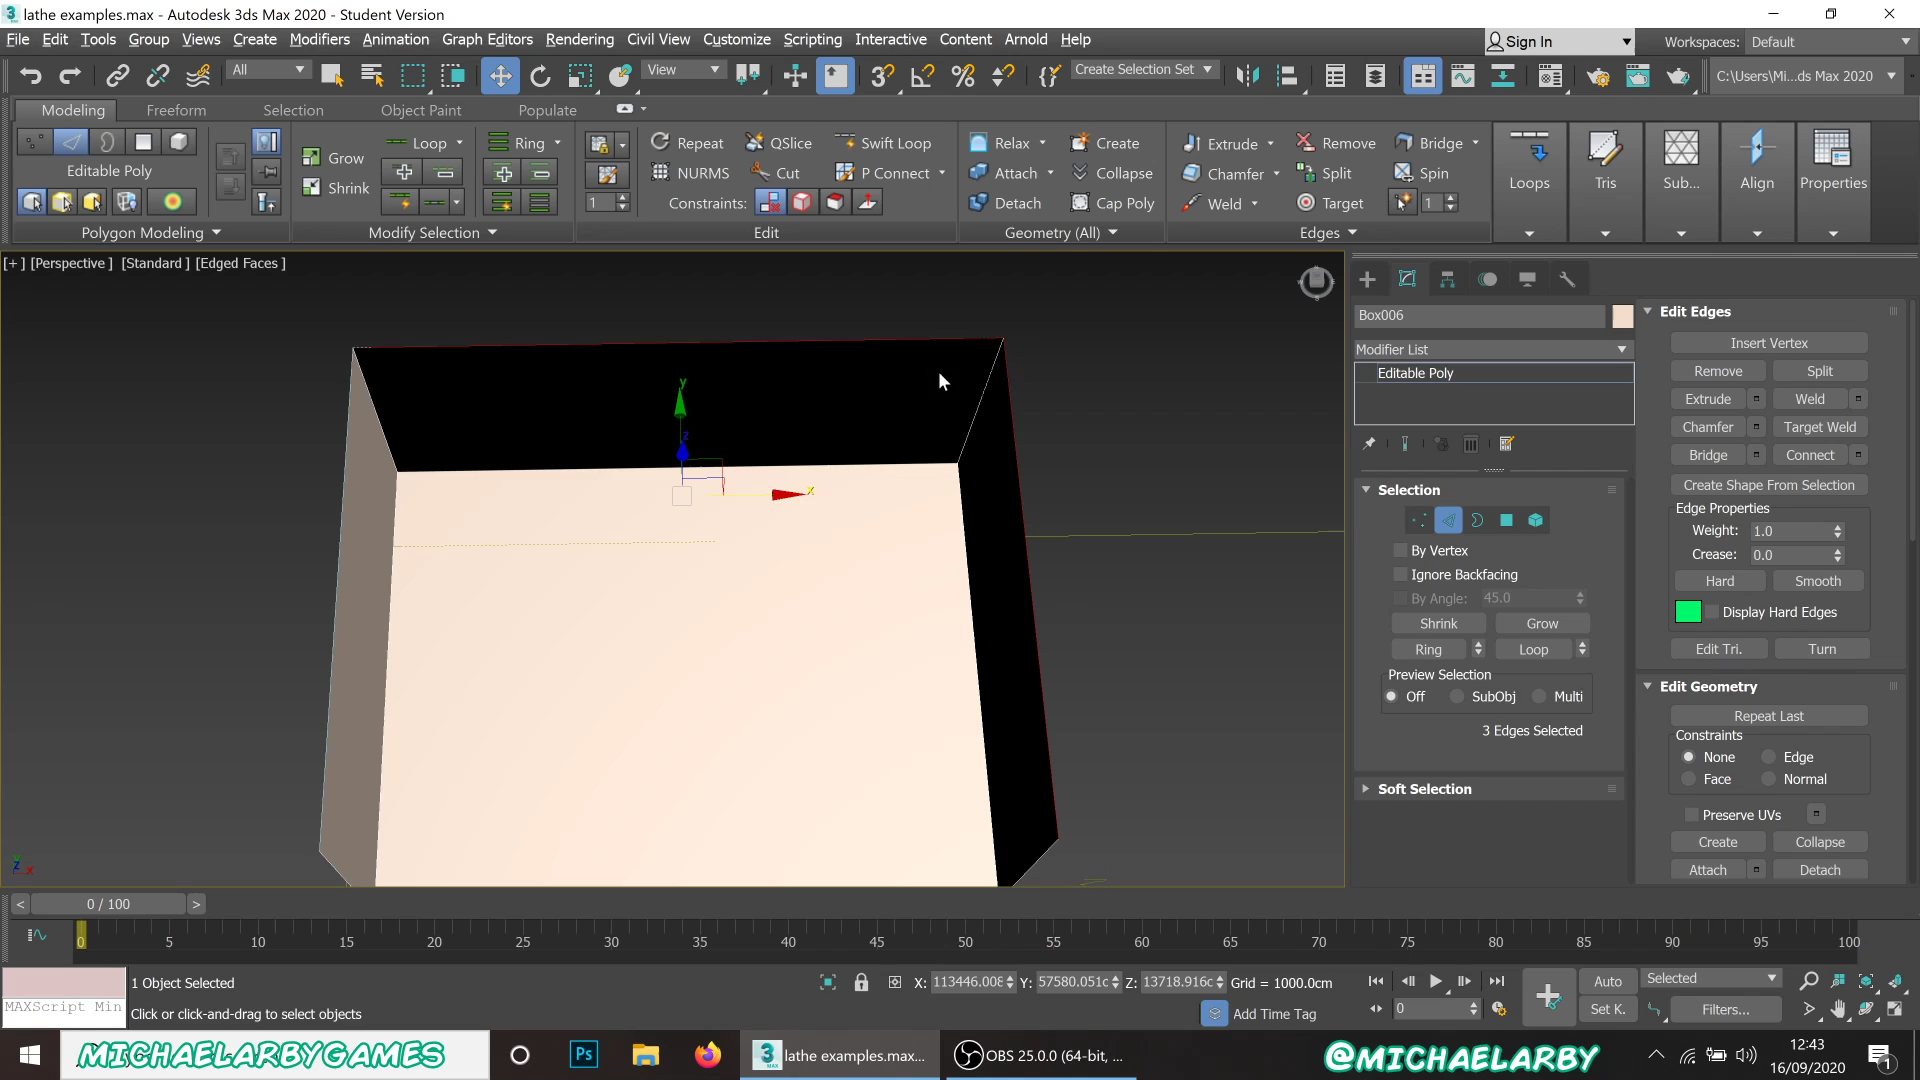 lathe examples.max - Autodesk 3ds Max 2020 - Student Version
File Edit Tools Group Views Create Modifiers Animation Graph Editors Rendering Civil View Customize Scripting Interactive Content Arnold Help
Sign In
Workspaces: Default
All
View
Create Selection Set
C:\Users\Mi...ds Max 2020
Modeling Freeform Selection Object Paint Populate
Loop Ring Repeat QSlice Swift Loop Relax Create Extrude Remove Bridge
Grow
Editable Poly
Shrink
NURMS Cut P Connect Attach Collapse Chamfer Split Spin
Loops Tris Sub... Align Properties
1 Constraints: Detach Cap Poly Weld Target 1
Polygon Modeling Modify Selection Edit Geometry (All) Edges
[+] [Perspective] [Standard] [Edged Faces]
y
z
x
Box006
Modifier List
Editable Poly
Selection
By Vertex
Ignore Backfacing
By Angle: 45.0
Shrink Grow
Ring Loop
Preview Selection
Off SubObj Multi
3 Edges Selected
Soft Selection
Edit Edges
Insert Vertex
Remove Split
Extrude Weld
Chamfer Target Weld
Bridge Connect
Create Shape From Selection
Edge Properties
Weight: 1.0
Crease: 0.0
Hard Smooth
Display Hard Edges
Edit Tri. Turn
Edit Geometry
Repeat Last
Constraints
None Edge
Face Normal
Preserve UVs
Create Collapse
Attach Detach
< 0 / 100 >
0 5 10 15 20 25 30 35 40 45 50 55 60 65 70 75 80 85 90 95 100
1 Object Selected
X: 113446.008 Y: 57580.051c Z: 13718.916c Grid = 1000.0cm
Auto Selected
MAXScript Min
Click or click-and-drag to select objects
Add Time Tag
0
Set K. Filters...
MICHAELARBYGAMES
Ps
lathe examples.max...
OBS 25.0.0 (64-bit, ...
@MICHAELARBY
12:43
16/09/2020
1